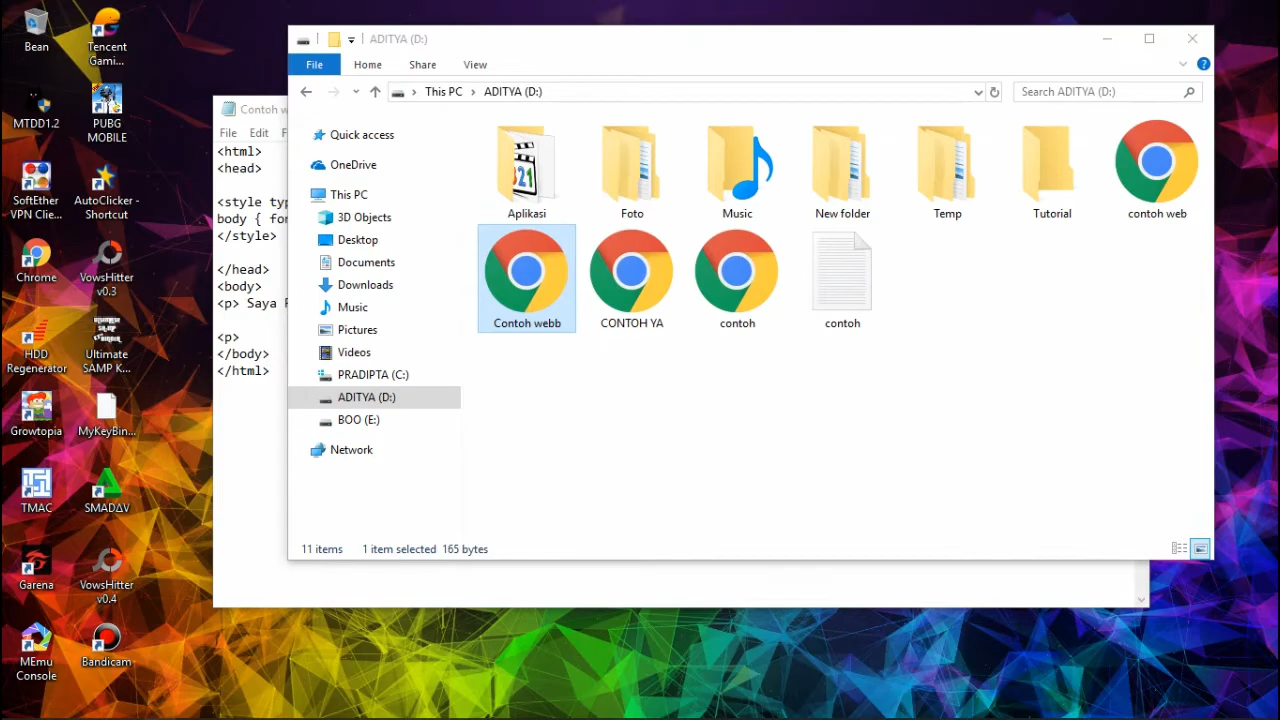 Bean
Tencent
Gami...
MTDD1.2
PUBG
MOBILE
SoftEther
VPN Clie...
AutoClicker -
Shortcut
Chrome
VowsHitter
v0.3
HDD
Regenerator
Ultimate
SAMP K...
Growtopia
MyKeyBin...
TMAC
SMADΔV
Garena
VowsHitter
v0.4
MEmu
Console
Bandicam
Contoh w
File Edit F
<html>
<head>
<style typ
body { fon
</style>
</head>
<body>
<p> Saya
<p>
</body>
</html>
ADITYA (D:)
File Home Share View
This PC ADITYA (D:)
Search ADITYA (D:)
Quick access
OneDrive
This PC
3D Objects
Desktop
Documents
Downloads
Music
Pictures
Videos
PRADIPTA (C:)
ADITYA (D:)
BOO (E:)
Network
Aplikasi
Foto
Music
New folder
Temp
Tutorial
contoh web
Contoh webb
CONTOH YA
contoh
contoh
11 items 1 item selected 165 bytes